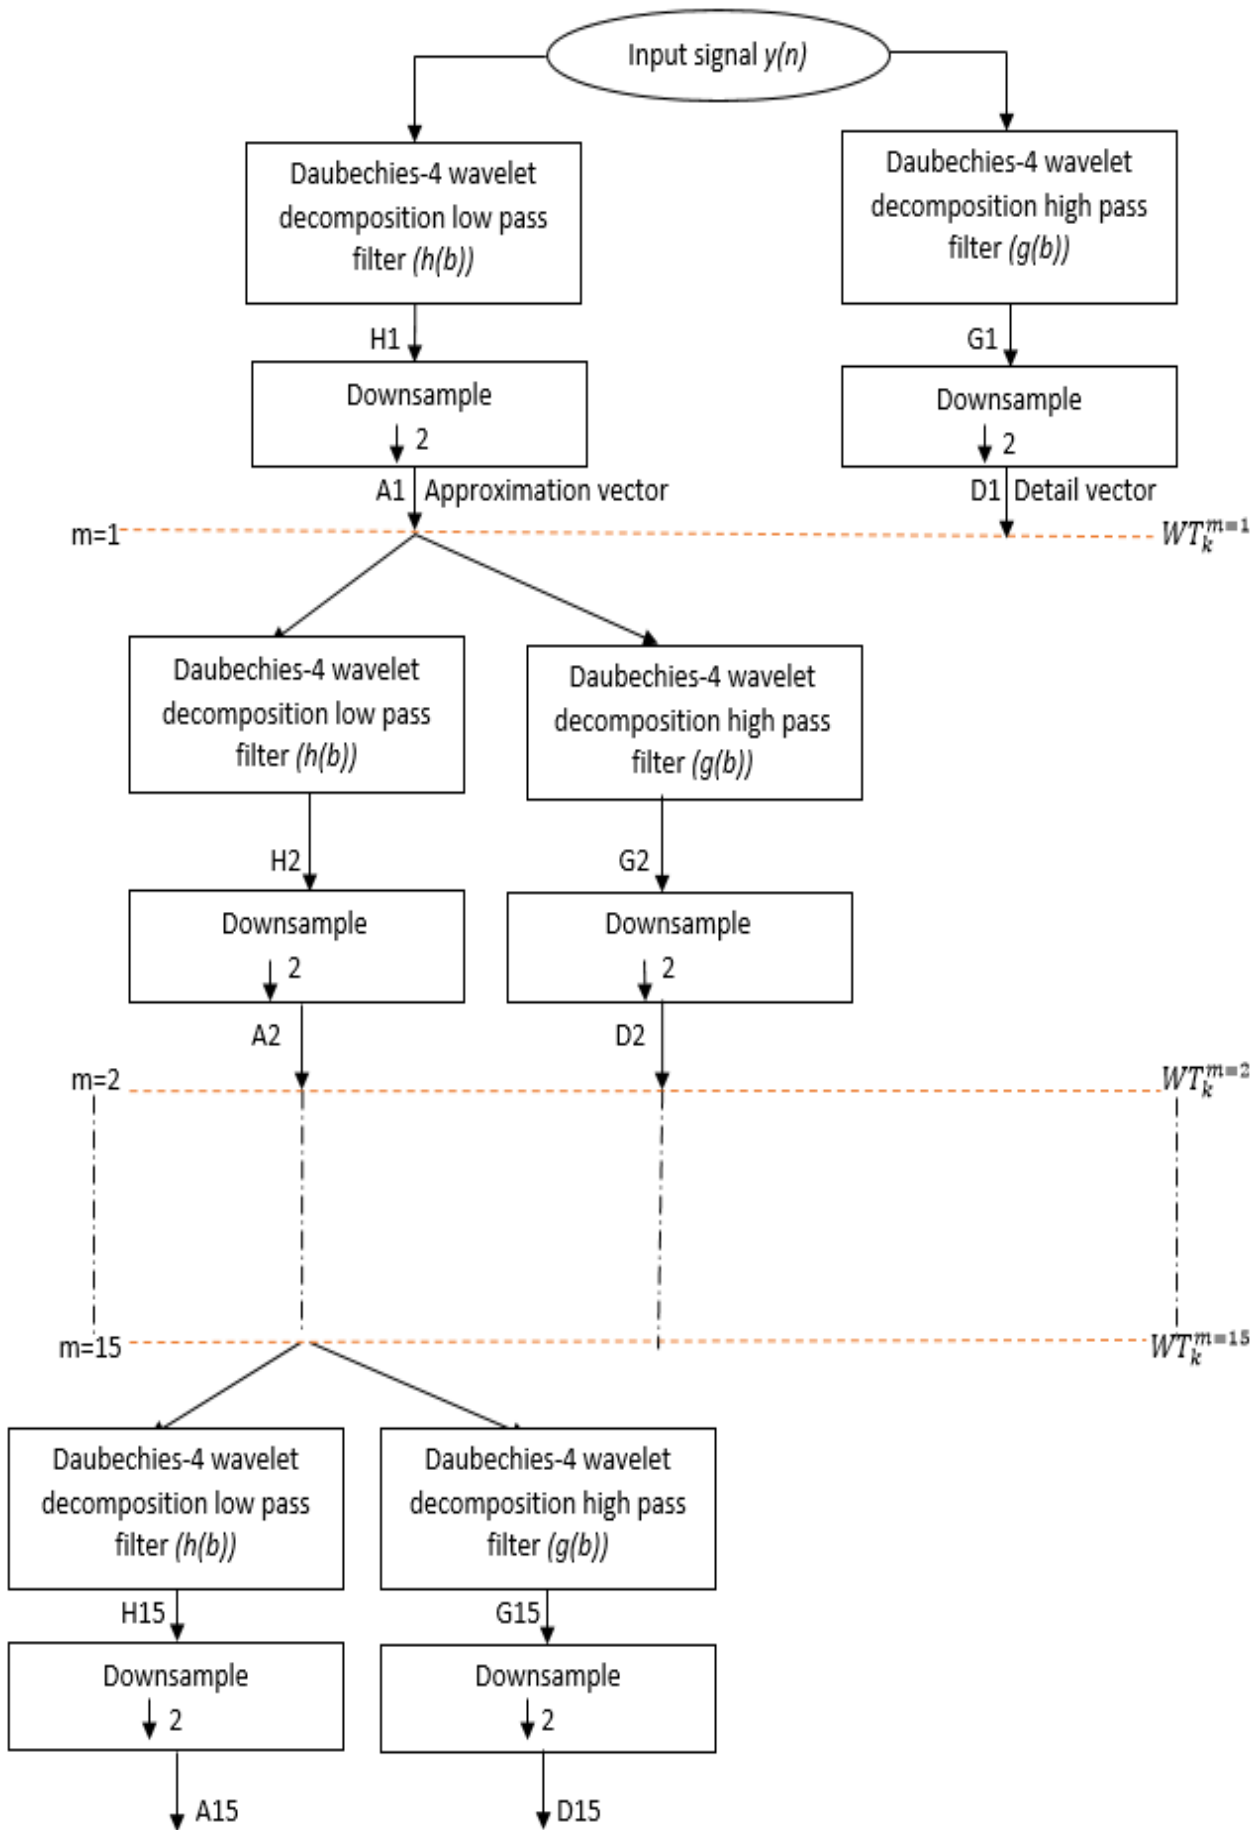 Input signal y(n)
Daubechies-4 wavelet
decomposition low pass
filter (h(b))
Daubechies-4 wavelet
decomposition high pass
filter (g(b))
H1
G1
Downsample
2
Downsample
2
A1 Approximation vector
D1 Detail vector
m=1
WT_k^{m=1}
Daubechies-4 wavelet
decomposition low pass
filter (h(b))
Daubechies-4 wavelet
decomposition high pass
filter (g(b))
H2
G2
Downsample
2
Downsample
2
A2
D2
m=2
WT_k^{m=2}
m=15
WT_k^{m=15}
Daubechies-4 wavelet
decomposition low pass
filter (h(b))
Daubechies-4 wavelet
decomposition high pass
filter (g(b))
H15
G15
Downsample
2
Downsample
2
A15
D15